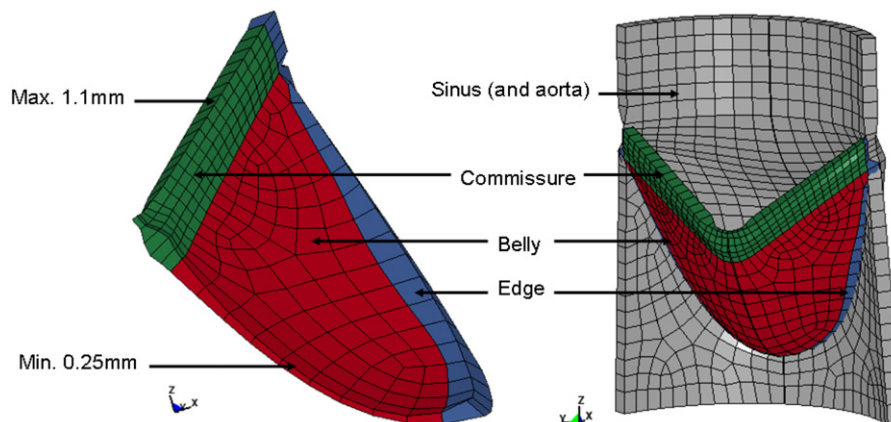 Max. 1.1mm
Sinus (and aorta)
Commissure
Belly
Edge
Min. 0.25mm
z
x
z
x